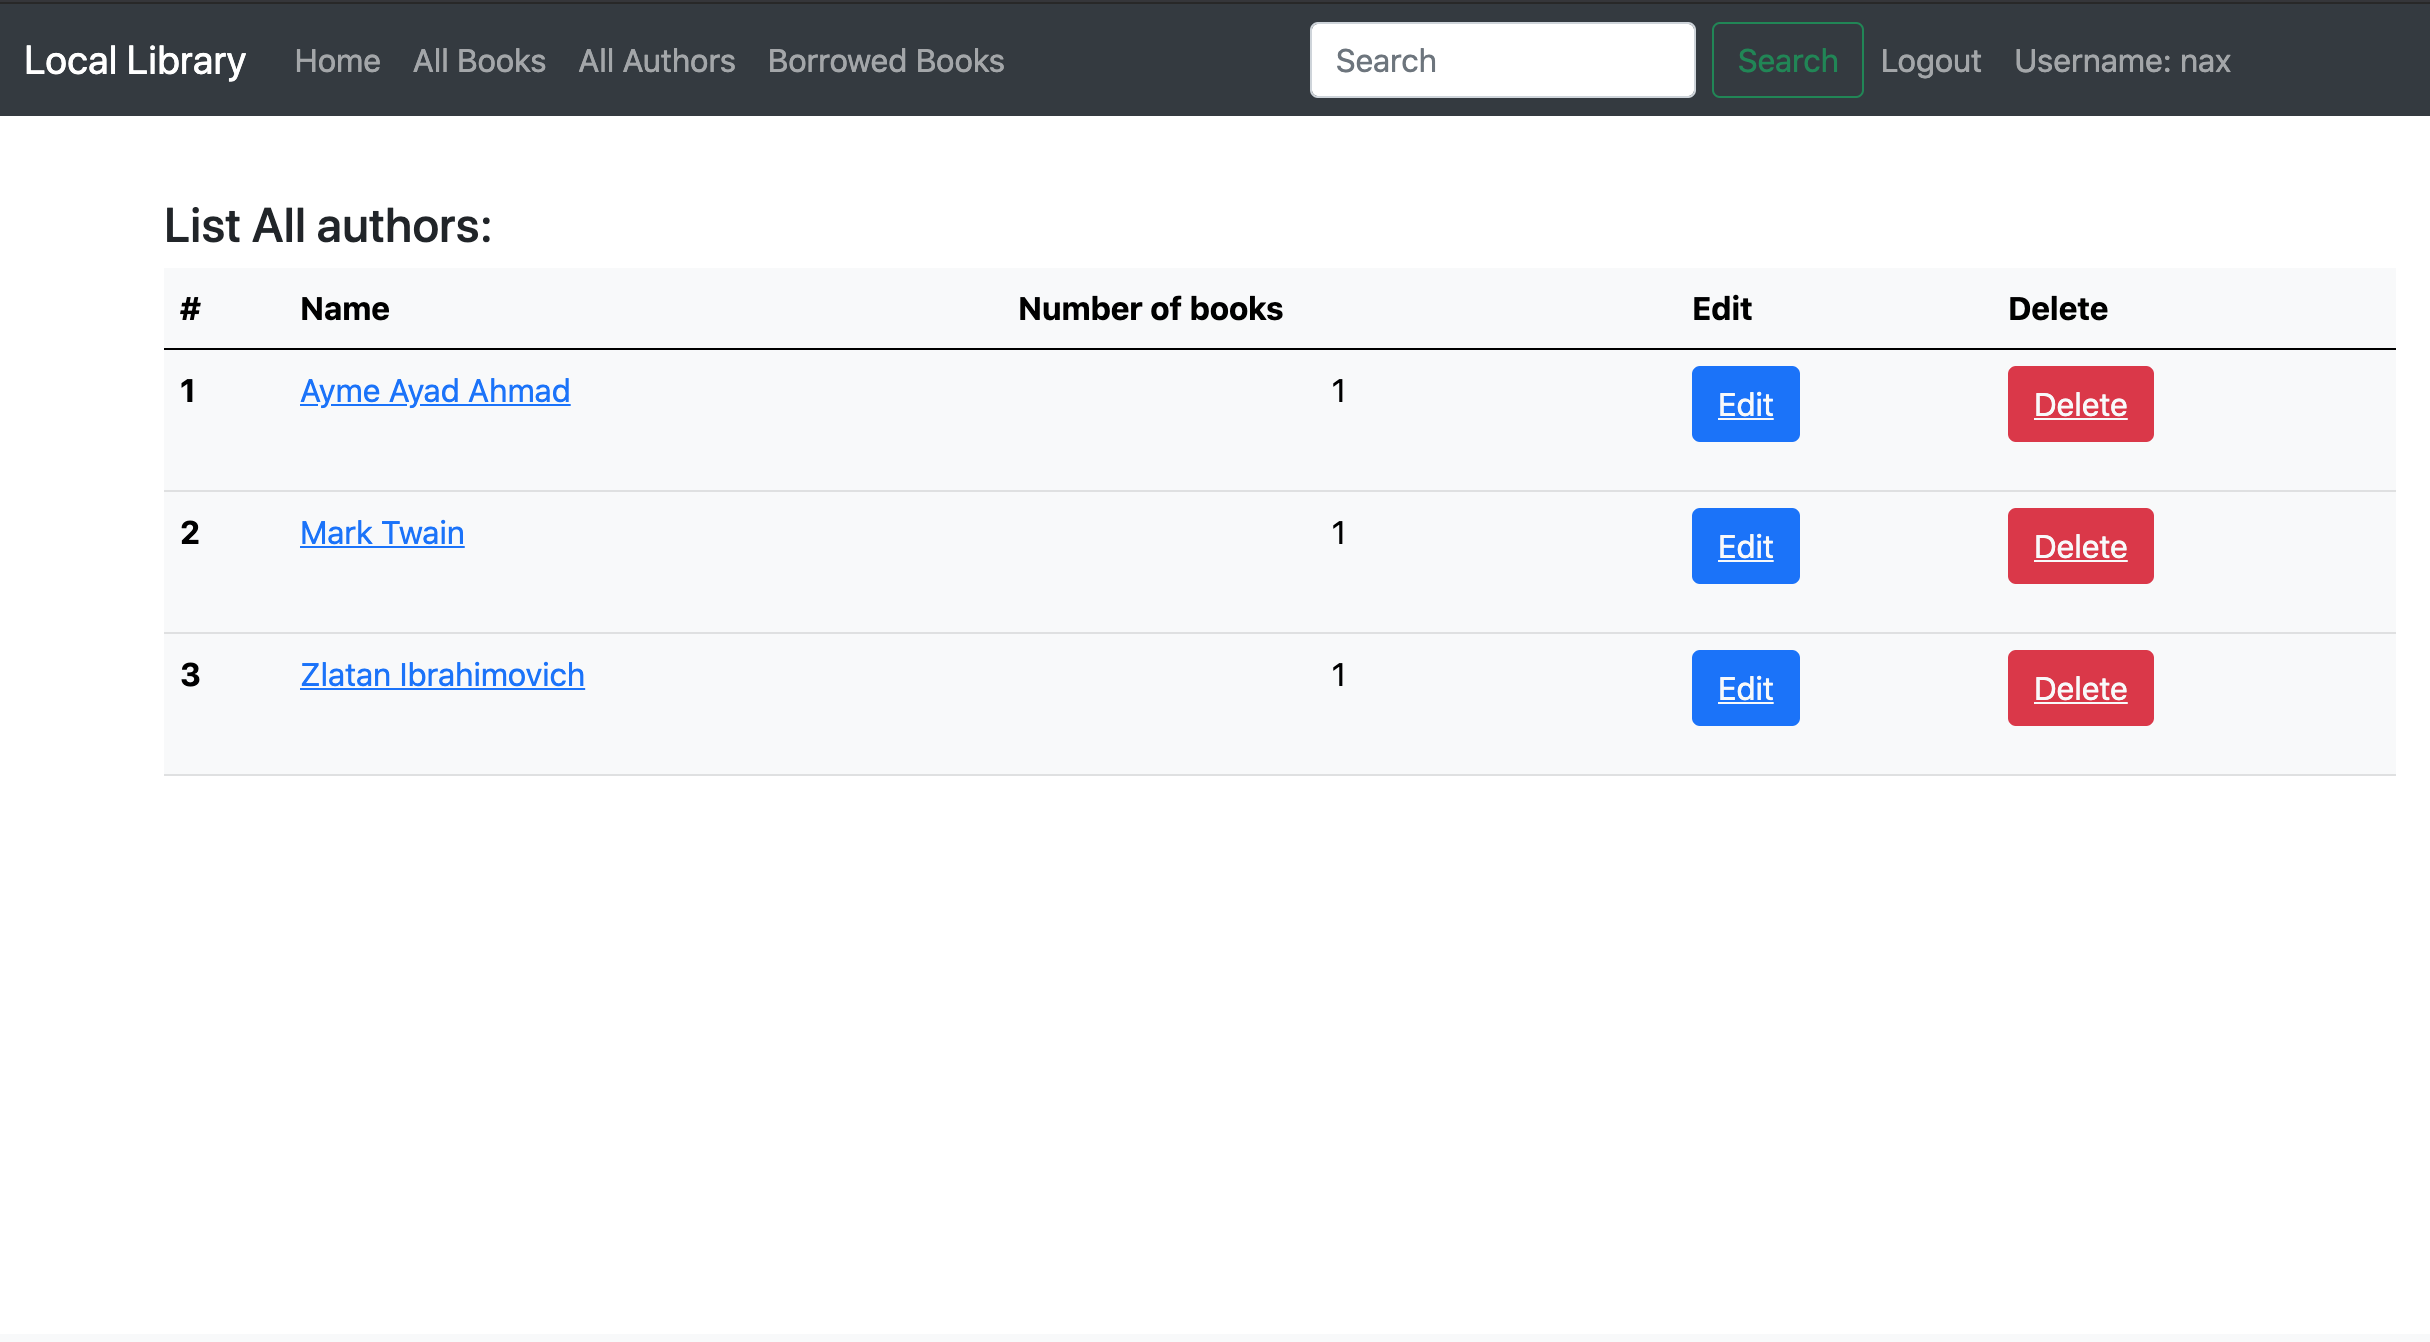 Local Library Home All Books All Authors Borrowed Books Search Search Logout Username: nax
List All authors:
# Name Number of books Edit Delete
1 Ayme Ayad Ahmad 1 Edit Delete
2 Mark Twain 1 Edit Delete
3 Zlatan Ibrahimovich 1 Edit Delete